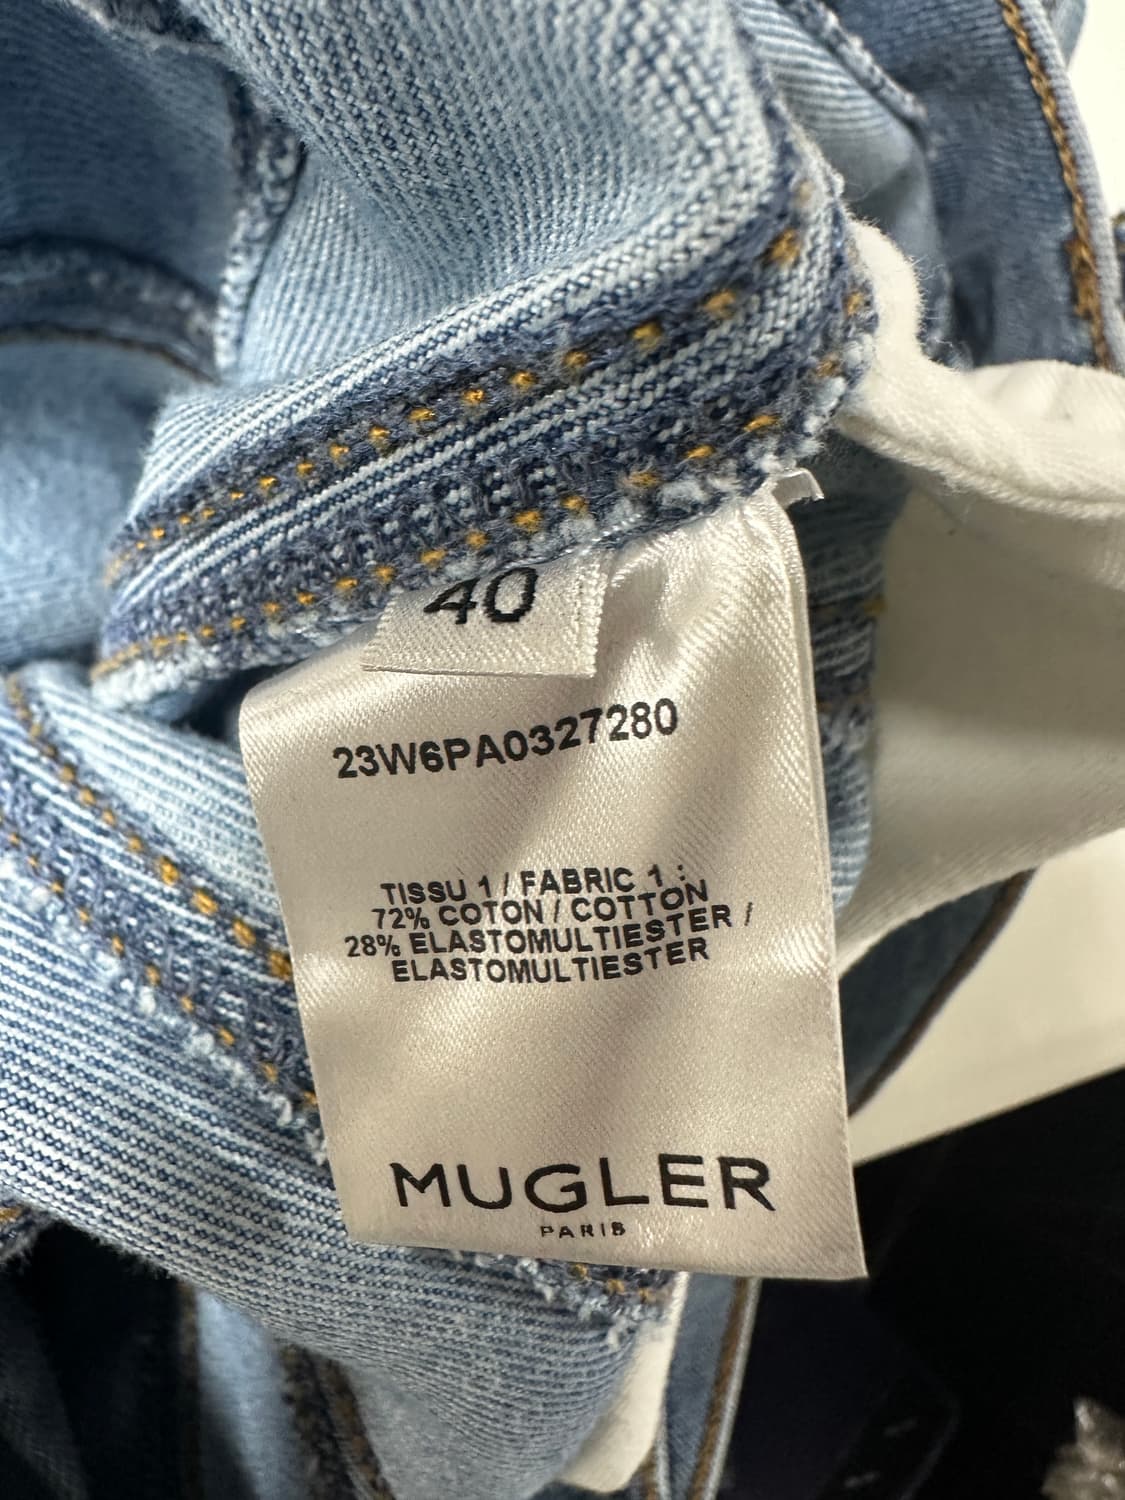 40
23W6PA0327280
TISSU 1 / FABRIC 1 :
72% COTON / COTTON
28% ELASTOMULTIESTER /
ELASTOMULTIESTER
MUGLER
PARIS